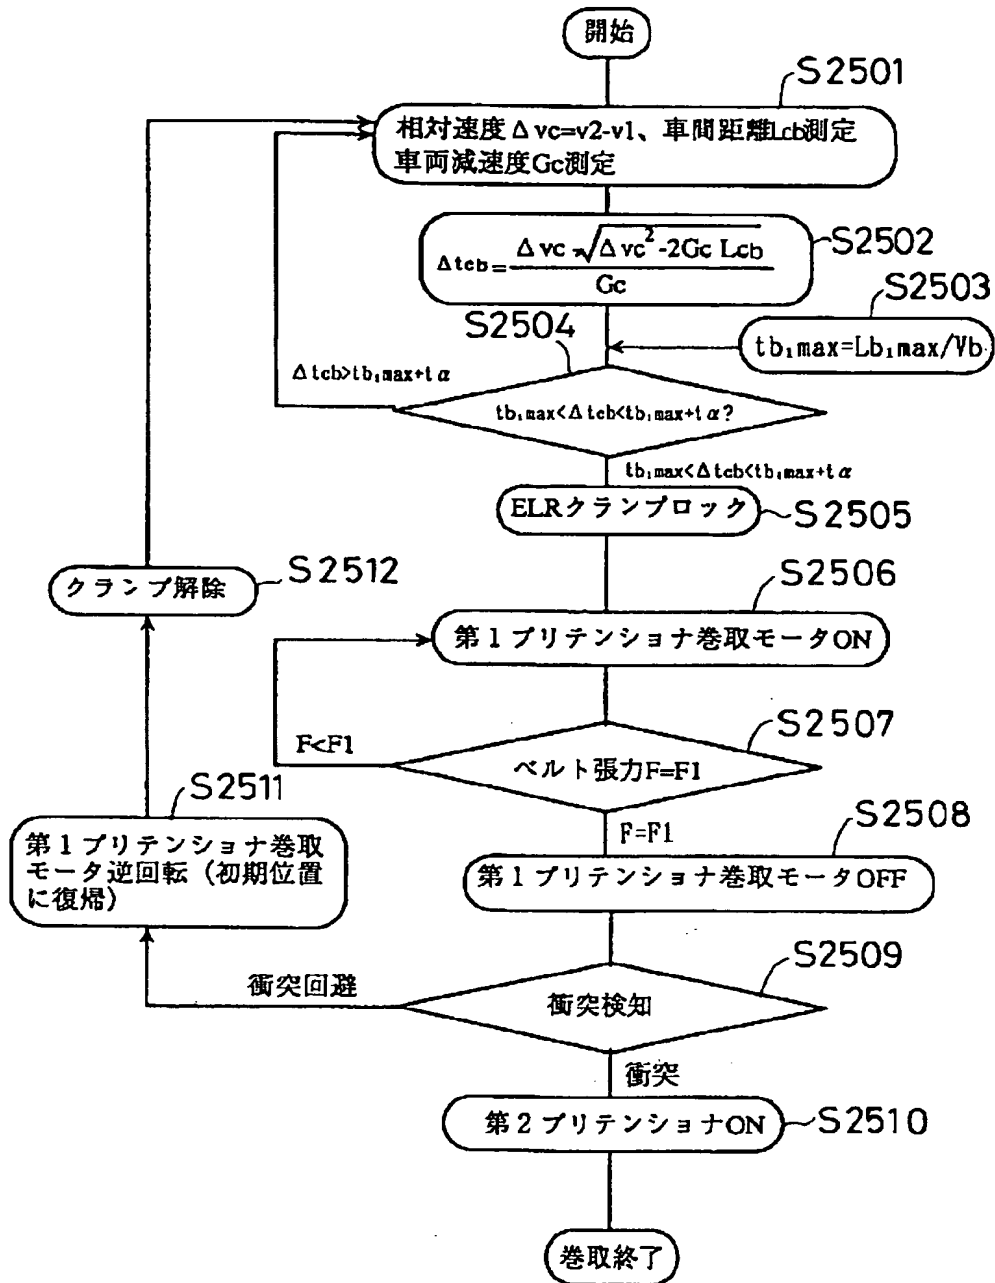 開始
S2501
相対速度Δvc=v2-v1、車間距離Lcb測定
車両減速度Gc測定
S2502
Δtcb=
Δvc-√Δvc²-2Gc Lcb
Gc
S2503
tb₁max=Lb₁max/Vb
S2504
Δtcb>tb₁max+tα
tb₁max<Δtcb<tb₁max+tα?
tb₁max<Δtcb<tb₁max+tα
ELRクランプロック
S2505
S2506
第1プリテンショナ巻取モータON
S2507
F<F1
ベルト張力F=F1
F=F1
S2508
第1プリテンショナ巻取モータOFF
S2509
衝突回避
衝突検知
衝突
第2プリテンショナON
S2510
巻取終了
S2511
第1プリテンショナ巻取
モータ逆回転（初期位置
に復帰）
S2512
クランプ解除